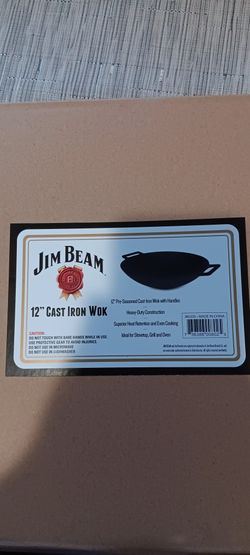 JIM BEAM
12" CAST IRON WOK
CAUTION:
DO NOT TOUCH WITH BARE HANDS WHILE IN USE
USE PROTECTIVE GEAR TO AVOID INJURIES
DO NOT USE IN MICROWAVE
DO NOT USE IN DISHWASHER
12" Pre-Seasoned Cast Iron Wok with Handles
Heavy-Duty Construction
Superior Heat Retention and Even Cooking
Ideal for Stovetop, Grill and Oven
MADE IN CHINA